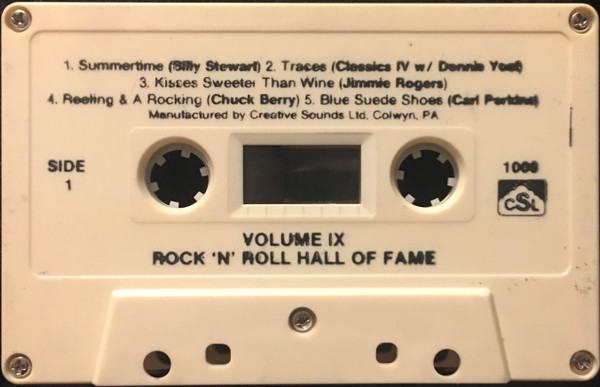 1. Summertime (Billy Stewart) 2. Traces (Classics IV w/ Dennis Yost)
3. Kisses Sweeter Than Wine (Jimmie Rogers)
4. Reeling & A Rocking (Chuck Berry) 5. Blue Suede Shoes (Carl Perkins)
Manufactured by Creative Sounds Ltd. Colwyn, PA
SIDE
1
1009
CSL
VOLUME IX
ROCK 'N' ROLL HALL OF FAME